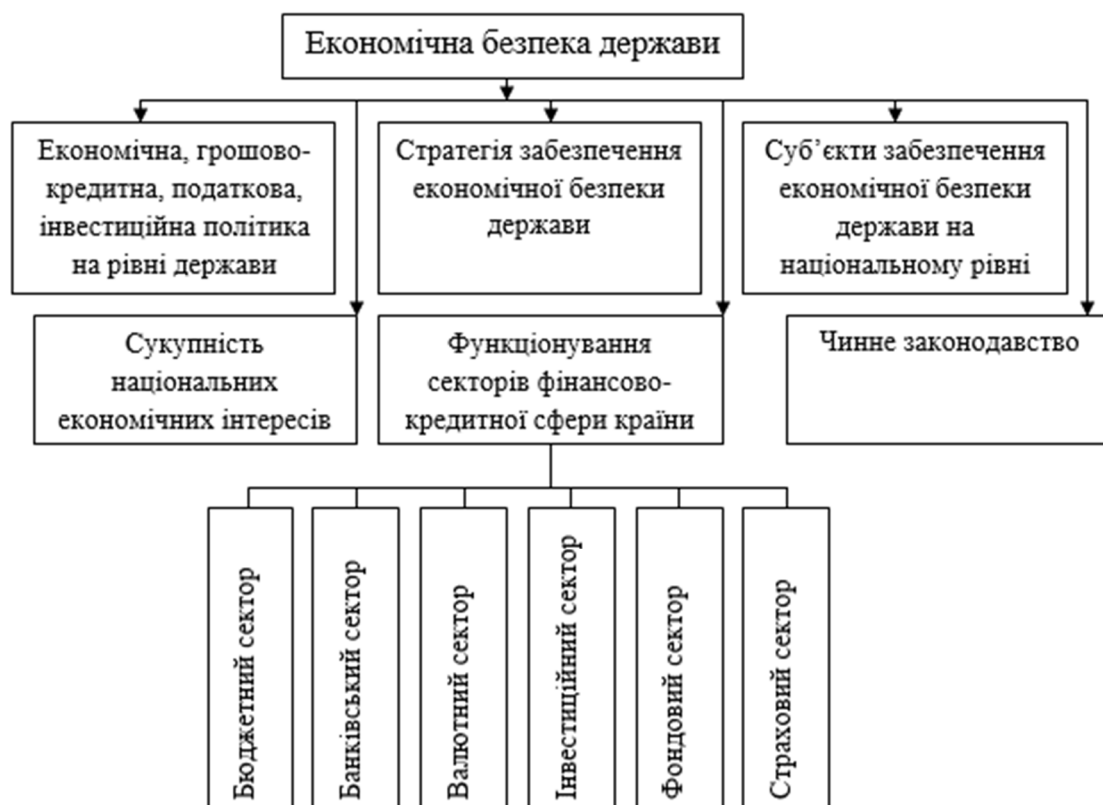 Економічна безпека держави
Економічна, грошово-
кредитна, податкова,
інвестиційна політика
на рівні держави
Стратегія забезпечення
економічної безпеки
держави
Суб’єкти забезпечення
економічної безпеки
держави на
національному рівні
Сукупність
національних
економічних інтересів
Функціонування
секторів фінансово-
кредитної сфери країни
Чинне законодавство
Бюджетний сектор
Банківський сектор
Валютний сектор
Інвестиційний сектор
Фондовий сектор
Страховий сектор